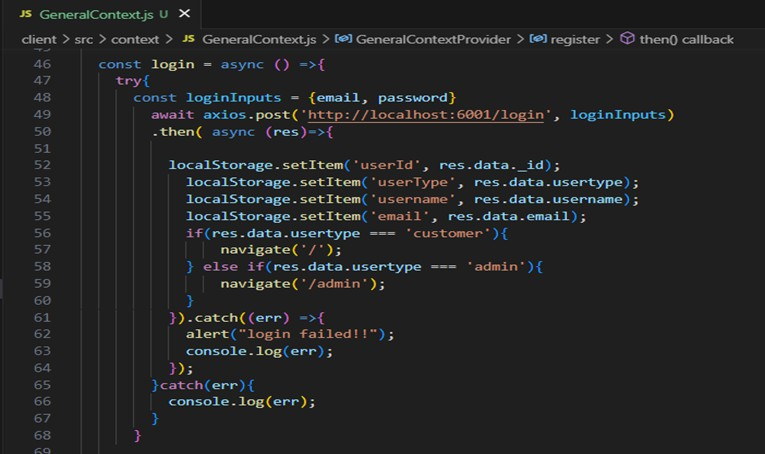 JS GeneralContext.js U ×
client > src > context > JS GeneralContext.js > GeneralContextProvider > register > then() callback
46 const login = async () =>{
47 try{
48 const loginInputs = {email, password}
49 await axios.post('http://localhost:6001/login', loginInputs)
50 .then( async (res)=>{
51
52 localStorage.setItem('userId', res.data._id);
53 localStorage.setItem('userType', res.data.usertype);
54 localStorage.setItem('username', res.data.username);
55 localStorage.setItem('email', res.data.email);
56 if(res.data.usertype === 'customer'){
57 navigate('/');
58 } else if(res.data.usertype === 'admin'){
59 navigate('/admin');
60 }
61 }).catch((err) =>{
62 alert("login failed!!");
63 console.log(err);
64 });
65 }catch(err){
66 console.log(err);
67 }
68 }
69